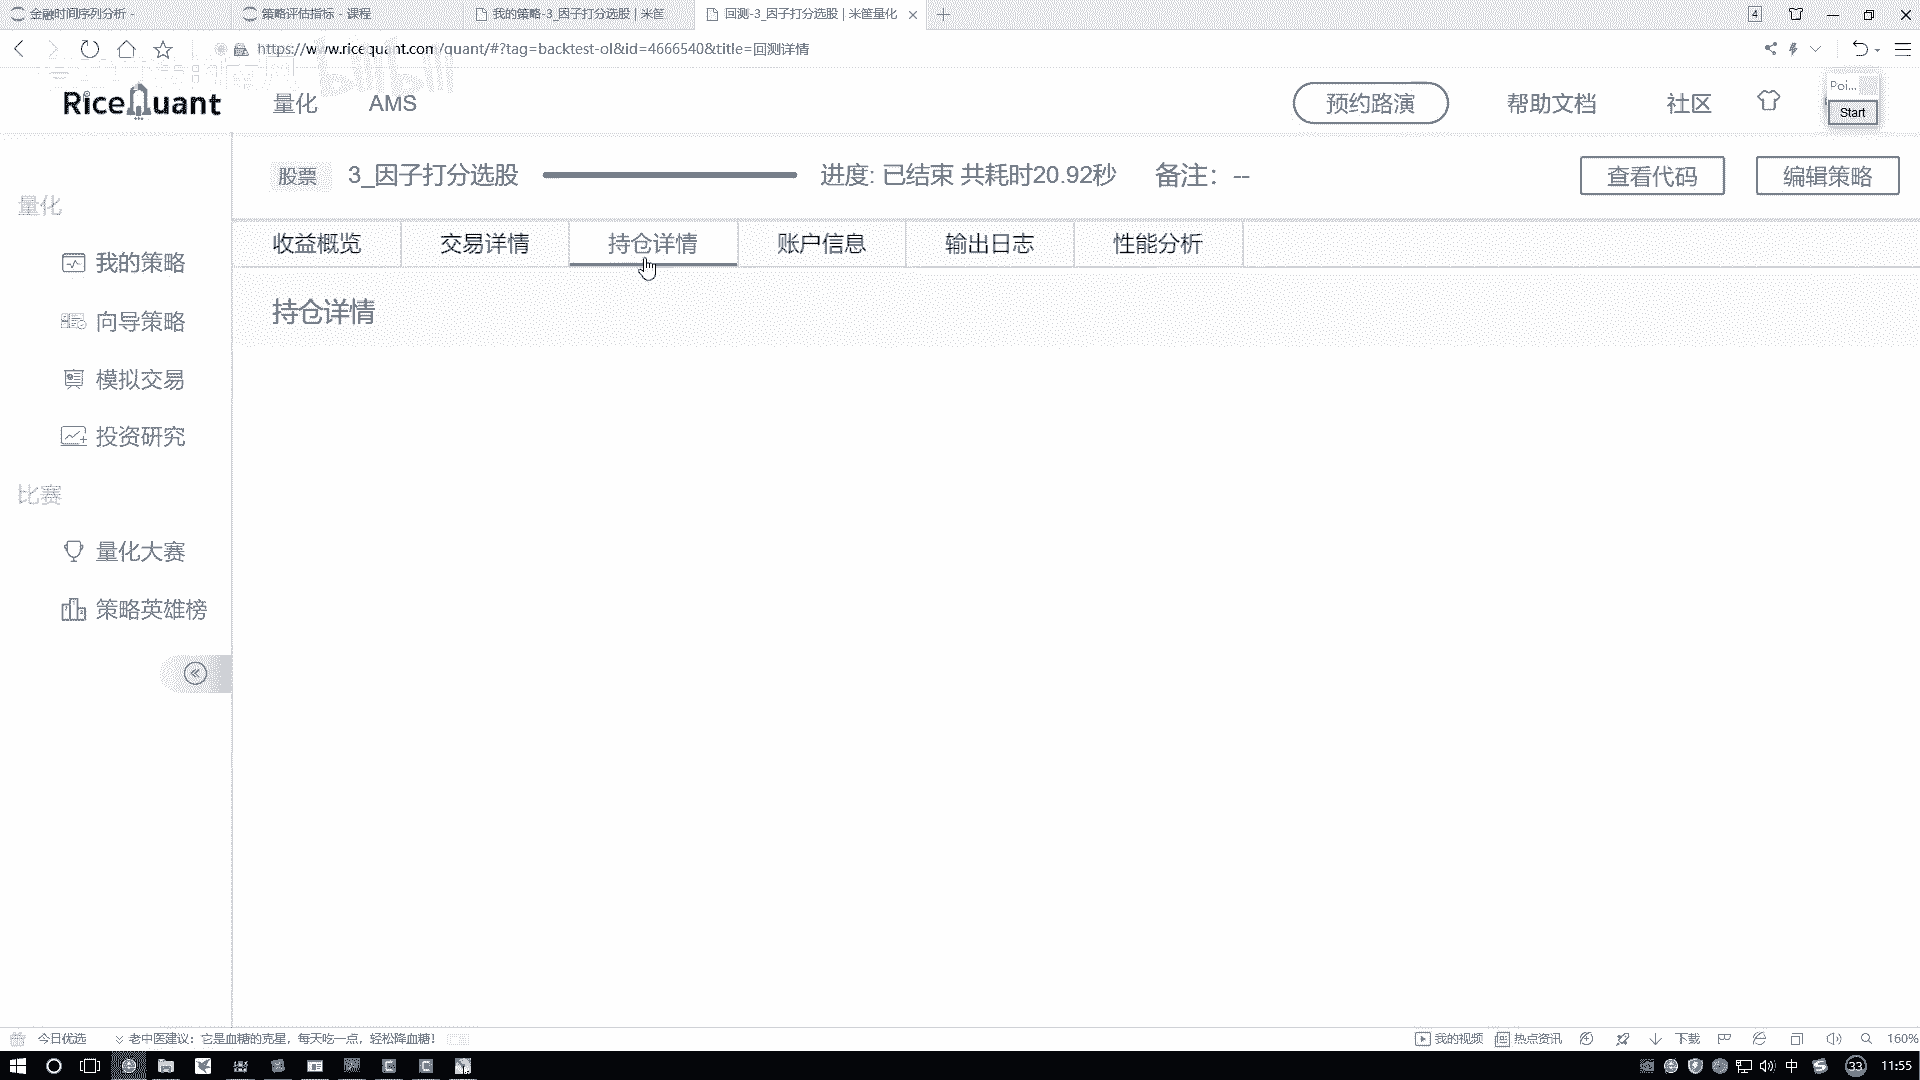 金融时间序列分析 -
策略评估指标 - 课程
我的策略-3_因子打分选股 | 米筐
回测-3_因子打分选股 | 米筐量化
4
https://www.ricequant.com/quant/#?tag=backtest-ol&id=4666540&title=回测详情
bilibili
RiceQuant
量化
AMS
预约路演
帮助文档
社区
Poi...
Start
股票
3_因子打分选股
进度: 已结束 共耗时20.92秒
备注：--
查看代码
编辑策略
量化
我的策略
向导策略
模拟交易
投资研究
比赛
量化大赛
策略英雄榜
收益概览
交易详情
持仓详情
账户信息
输出日志
性能分析
持仓详情
今日优选
老中医建议：它是血糖的克星，每天吃一点，轻松降血糖！
我的视频
热点资讯
下载
160%
中
33
11:55